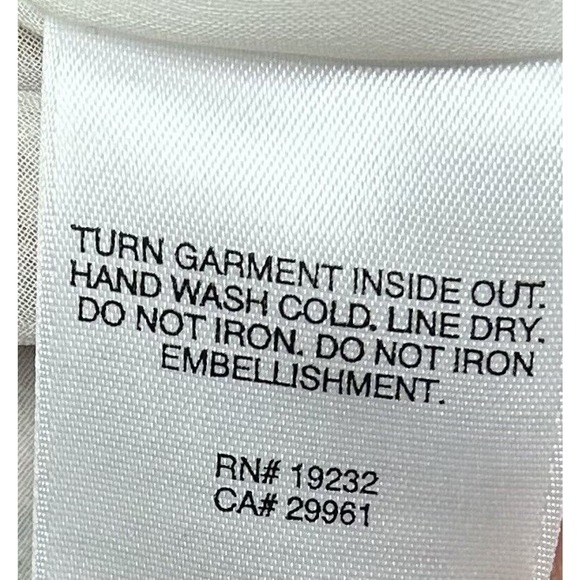 TURN GARMENT INSIDE OUT.
HAND WASH COLD. LINE DRY.
DO NOT IRON. DO NOT IRON
EMBELLISHMENT.
RN# 19232
CA# 29961